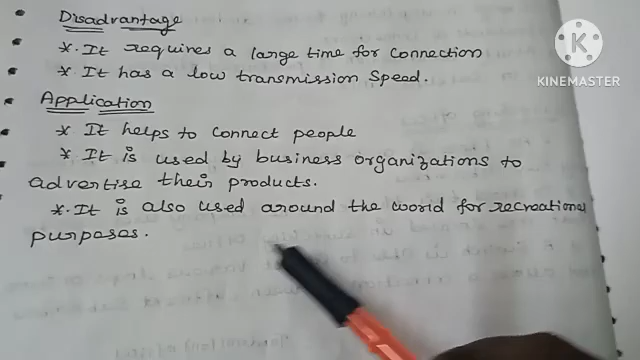 Disadvantage
*. It requires a large time for connection
* It has a low transmission speed.
Application
* It helps to connect people
* It is used by business organizations to
advertise their products.
*. It is also used around the world for recreational
purposes.
KINEMASTER